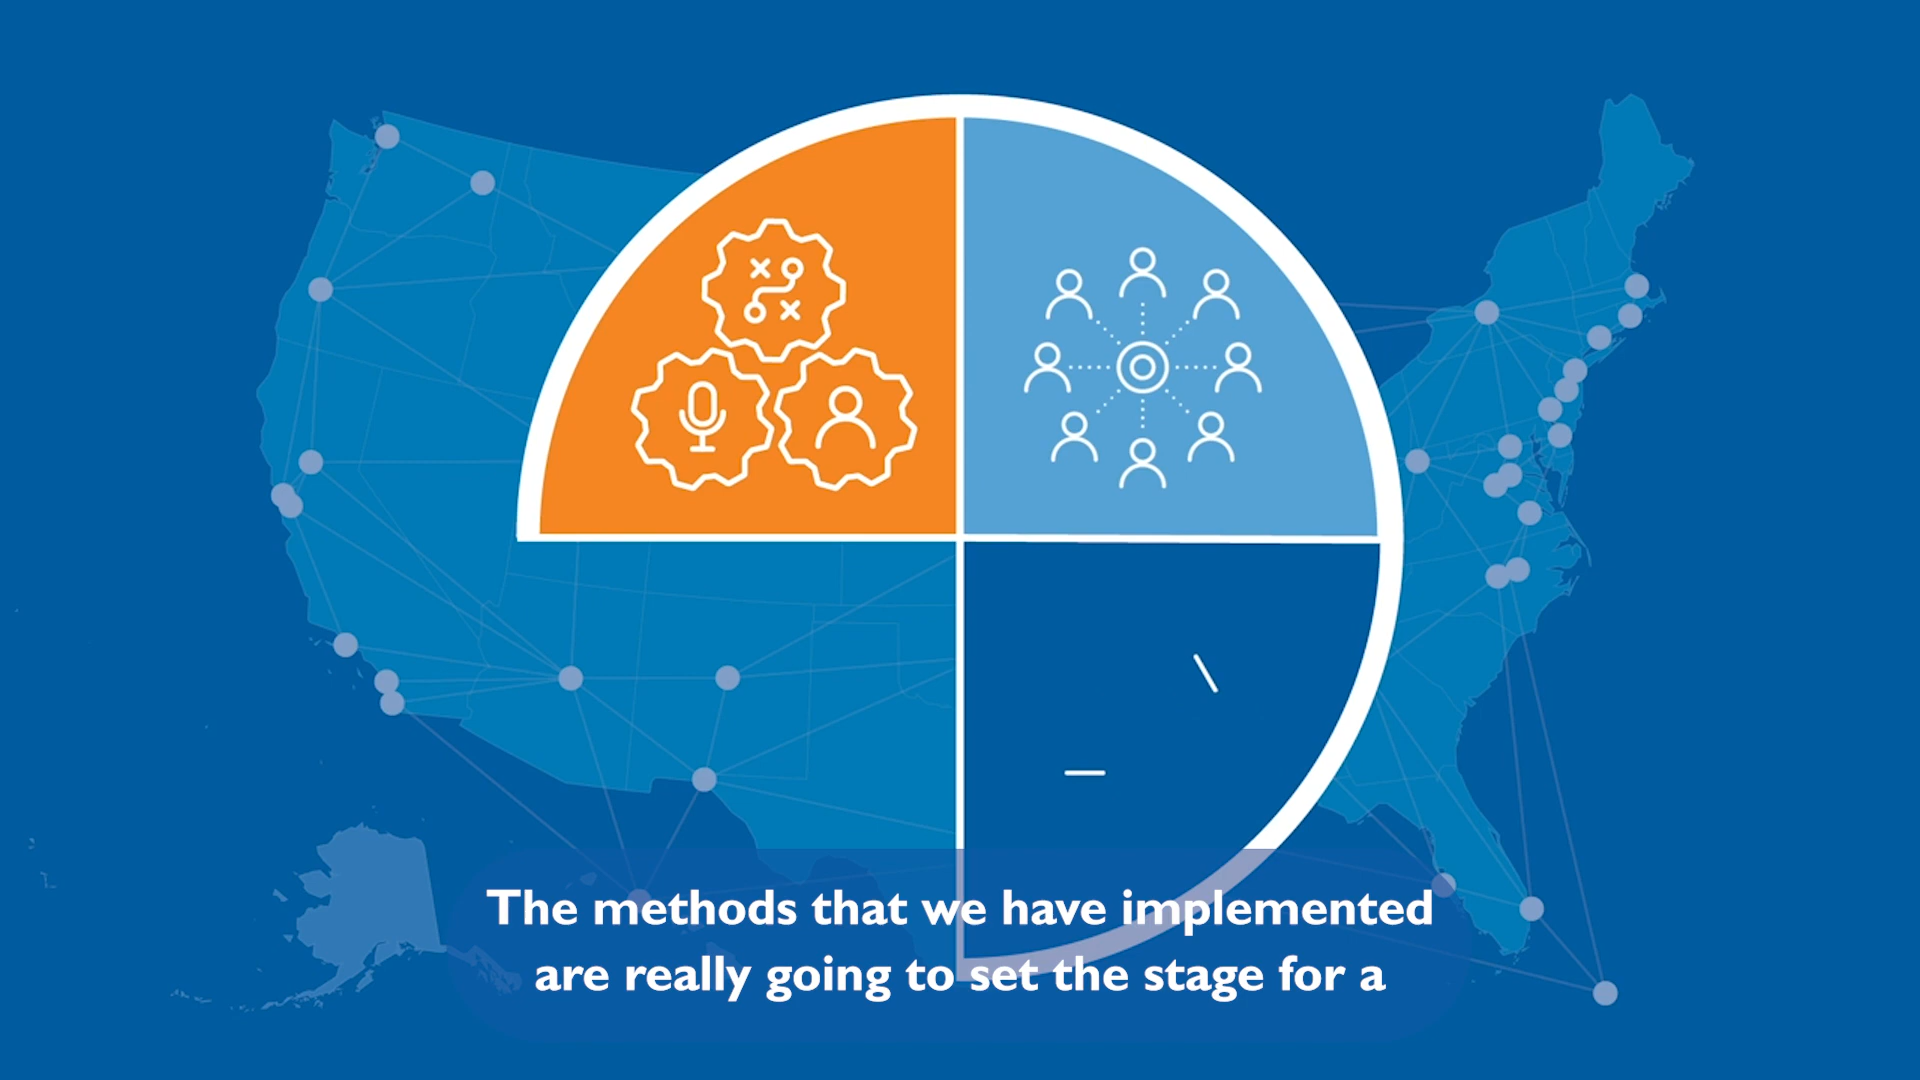 The methods that we have implemented
are really going to set the stage for a